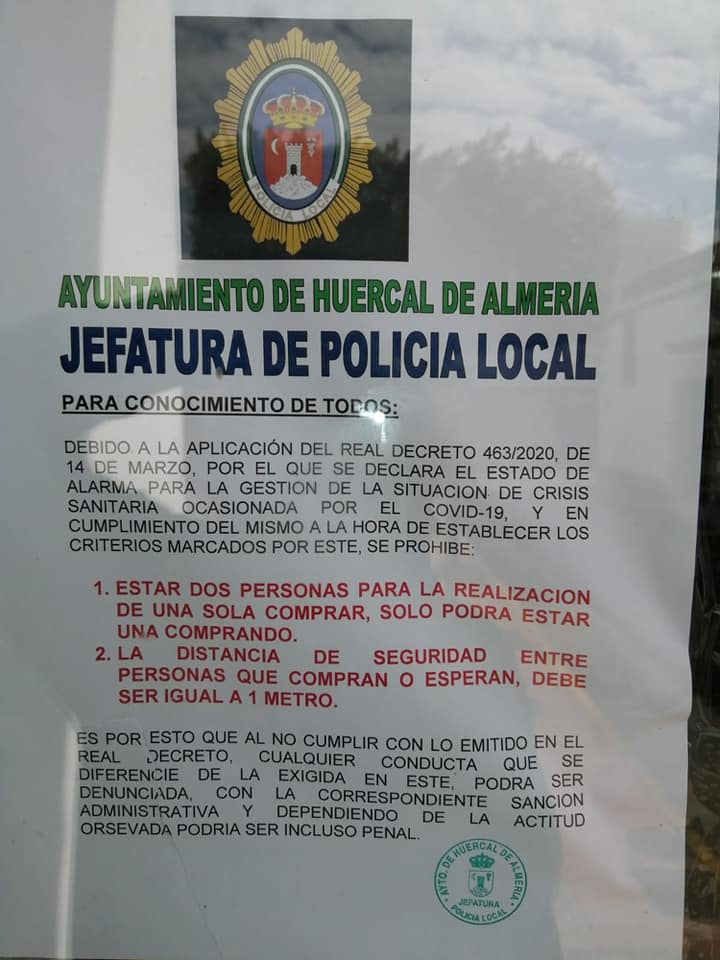 POLICIA LOCAL
AYUNTAMIENTO DE HUERCAL DE ALMERIA
JEFATURA DE POLICIA LOCAL
PARA CONOCIMIENTO DE TODOS:
DEBIDO A LA APLICACIÓN DEL REAL DECRETO 463/2020, DE
14 DE MARZO, POR EL QUE SE DECLARA EL ESTADO DE
ALARMA PARA LA GESTION DE LA SITUACION DE CRISIS
SANITARIA OCASIONADA POR EL COVID-19, Y EN
CUMPLIMIENTO DEL MISMO A LA HORA DE ESTABLECER LOS
CRITERIOS MARCADOS POR ESTE, SE PROHIBE:
1. ESTAR DOS PERSONAS PARA LA REALIZACION
DE UNA SOLA COMPRAR, SOLO PODRA ESTAR
UNA COMPRANDO.
2. LA DISTANCIA DE SEGURIDAD ENTRE
PERSONAS QUE COMPRAN O ESPERAN, DEBE
SER IGUAL A 1 METRO.
ES POR ESTO QUE AL NO CUMPLIR CON LO EMITIDO EN EL
REAL DECRETO, CUALQUIER CONDUCTA QUE SE
DIFERENCIE DE LA EXIGIDA EN ESTE, PODRA SER
DENUNCIADA, CON LA CORRESPONDIENTE SANCION
ADMINISTRATIVA Y DEPENDIENDO DE LA ACTITUD
ORSEVADA PODRIA SER INCLUSO PENAL.
AYTO. DE HUERCAL DE ALMERIA
JEFATURA
POLICIA LOCAL